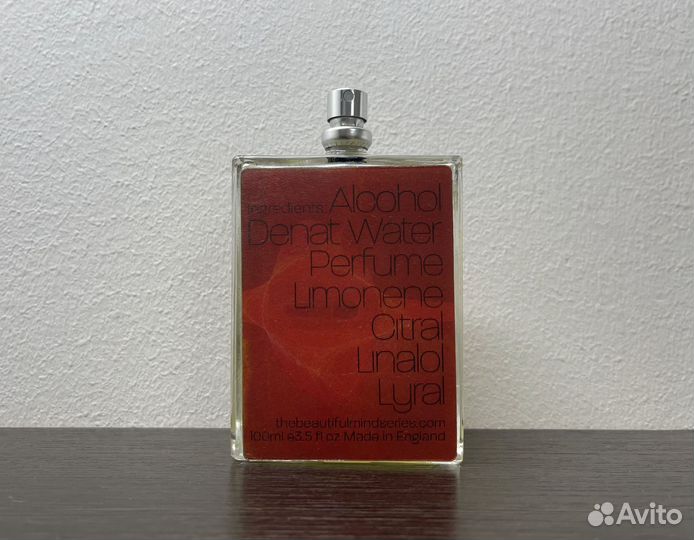 Ingredients: Alcohol
Denat Water
Perfume
Limonene
Citral
Linalol
Lyral
thebeautifulmindseries.com
100ml e3.5 fl oz Made in England
Avito